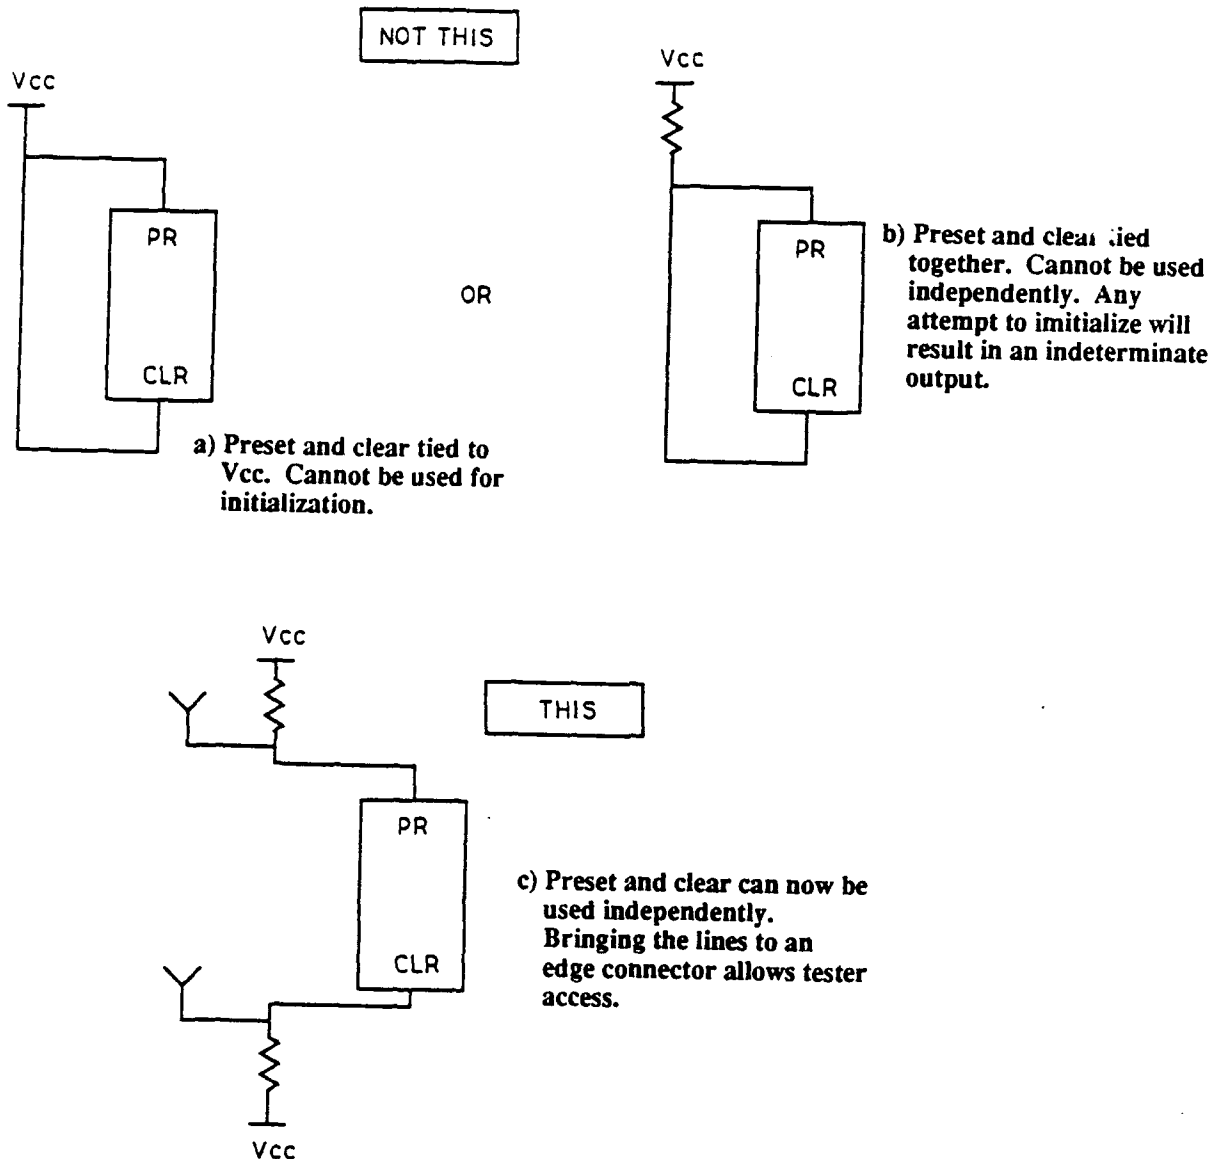 NOT THIS
Vcc
PR
CLR
a) Preset and clear tied to
Vcc. Cannot be used for
initialization.
OR
Vcc
PR
CLR
b) Preset and clear
together. Cannot be used
independently. Any
attempt to imitialize will
result in an indeterminate
output.
THIS
Vcc
PR
CLR
Vcc
c) Preset and clear can now be
used independently.
Bringing the lines to an
edge connector allows tester
access.